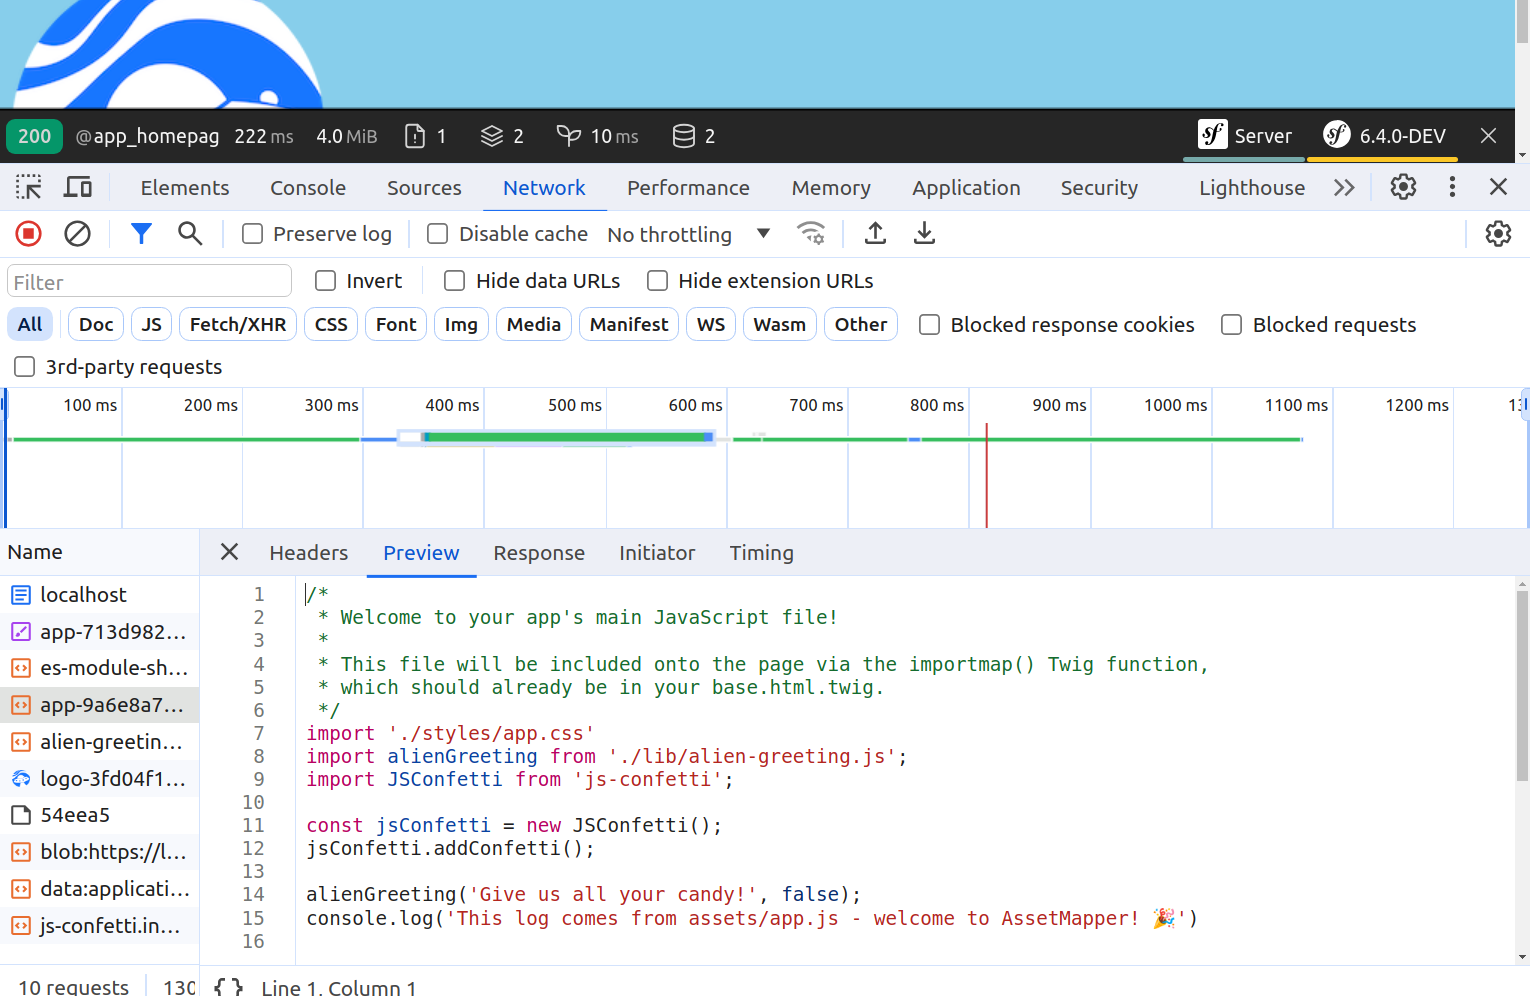 200 @app_homepag 222 ms 4.0 MiB 1 2 10 ms 2 sf Server sf 6.4.0-DEV
Elements Console Sources Network Performance Memory Application Security Lighthouse
Preserve log Disable cache No throttling
Filter Invert Hide data URLs Hide extension URLs
All Doc JS Fetch/XHR CSS Font Img Media Manifest WS Wasm Other Blocked response cookies Blocked requests
3rd-party requests
100 ms 200 ms 300 ms 400 ms 500 ms 600 ms 700 ms 800 ms 900 ms 1000 ms 1100 ms 1200 ms
Name
localhost
app-713d982...
es-module-sh...
app-9a6e8a7...
alien-greetin...
logo-3fd04f1...
54eea5
blob:https://l...
data:applicati...
js-confetti.in...
10 requests 130
Headers Preview Response Initiator Timing
1 /*
2 * Welcome to your app's main JavaScript file!
3 *
4 * This file will be included onto the page via the importmap() Twig function,
5 * which should already be in your base.html.twig.
6 */
7 import './styles/app.css'
8 import alienGreeting from './lib/alien-greeting.js';
9 import JSConfetti from 'js-confetti';
10
11 const jsConfetti = new JSConfetti();
12 jsConfetti.addConfetti();
13
14 alienGreeting('Give us all your candy!', false);
15 console.log('This log comes from assets/app.js - welcome to AssetMapper! 🎉')
16
{ } Line 1, Column 1